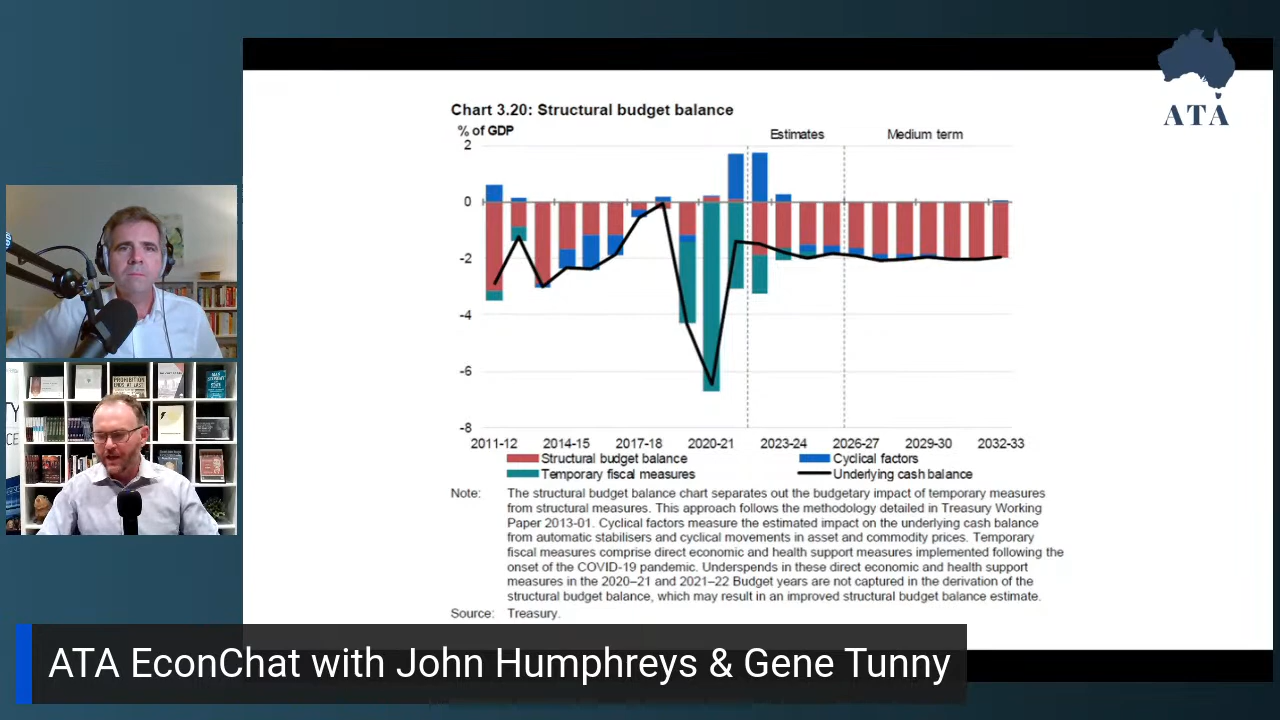 ATA
Chart 3.20: Structural budget balance
% of GDP
Estimates
Medium term
2
0
-2
-4
-6
-8
2011-12 2014-15 2017-18 2020-21 2023-24 2026-27 2029-30 2032-33
Structural budget balance
Cyclical factors
Temporary fiscal measures
Underlying cash balance
Note: The structural budget balance chart separates out the budgetary impact of temporary measures
from structural measures. This approach follows the methodology detailed in Treasury Working
Paper 2013-01. Cyclical factors measure the estimated impact on the underlying cash balance
from automatic stabilisers and cyclical movements in asset and commodity prices. Temporary
fiscal measures comprise direct economic and health support measures implemented following the
onset of the COVID-19 pandemic. Underspends in these direct economic and health support
measures in the 2020–21 and 2021–22 Budget years are not captured in the derivation of the
structural budget balance, which may result in an improved structural budget balance estimate.
Source: Treasury.
PROHIBITION
ATA EconChat with John Humphreys & Gene Tunny